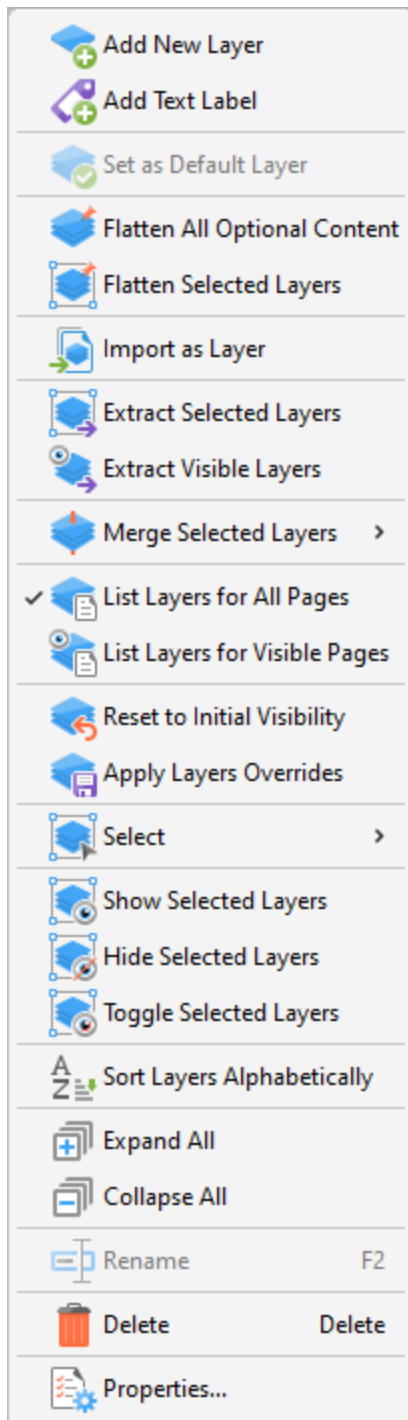 Add New Layer
Add Text Label
Set as Default Layer
Flatten All Optional Content
Flatten Selected Layers
Import as Layer
Extract Selected Layers
Extract Visible Layers
Merge Selected Layers
List Layers for All Pages
List Layers for Visible Pages
Reset to Initial Visibility
Apply Layers Overrides
Select
Show Selected Layers
Hide Selected Layers
Toggle Selected Layers
Sort Layers Alphabetically
Expand All
Collapse All
Rename F2
Delete Delete
Properties...